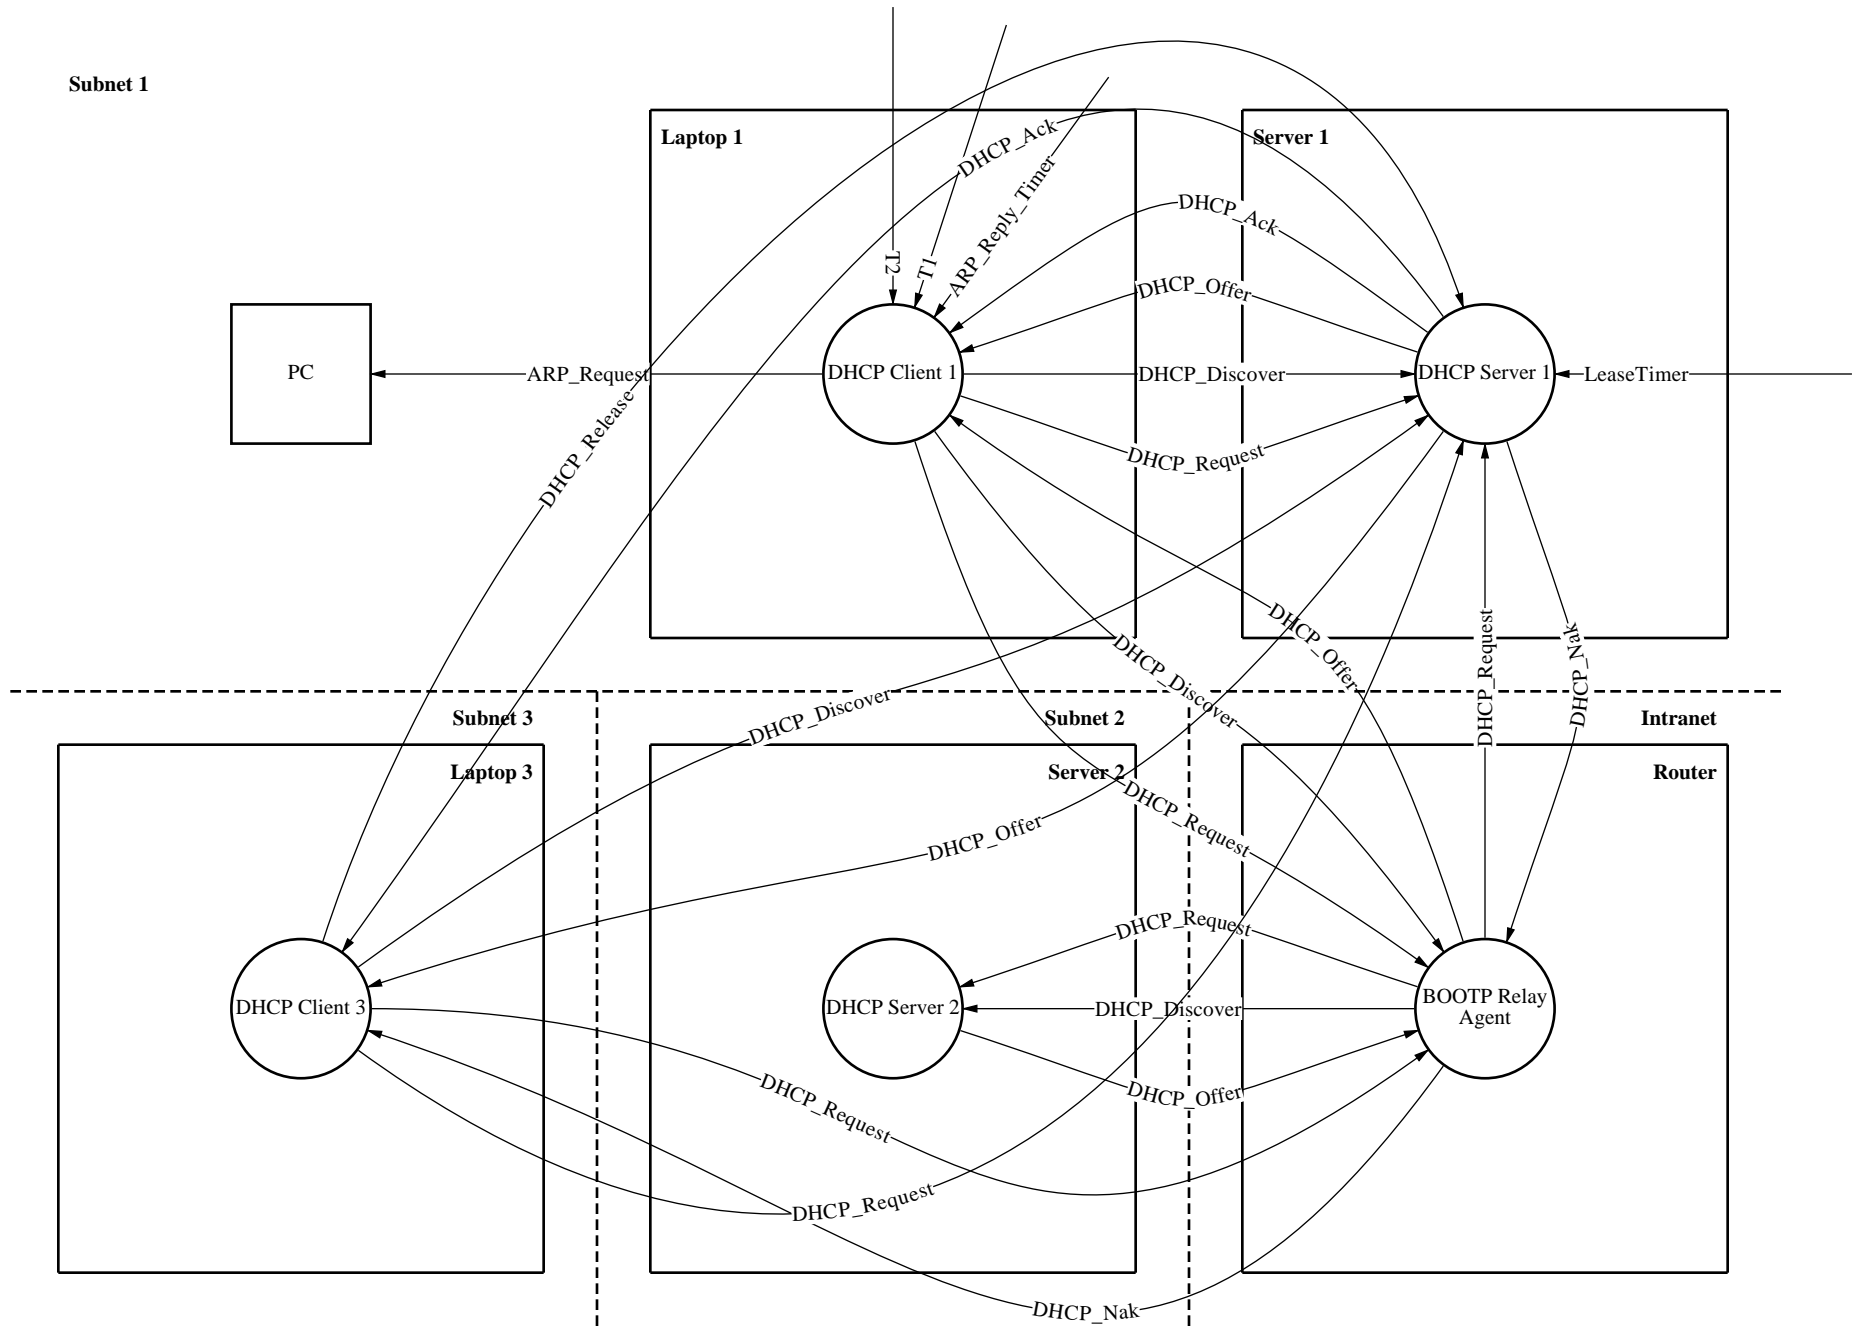 Subnet 1
Laptop 1
Server 1
DHCP_Ack
ARP_Reply_Timer
DHCP_Ack
T2
T1
DHCP_Offer
PC
ARP_Request
DHCP Client 1
DHCP_Discover
DHCP Server 1
LeaseTimer
DHCP_Release
DHCP_Request
DHCP_Offer
DHCP_Discover
DHCP_Request
DHCP_Nak
DHCP_Discover
Subnet 3
Subnet 2
Intranet
Laptop 3
Server 2
Router
DHCP_Request
DHCP_Offer
DHCP_Request
DHCP Client 3
DHCP Server 2
DHCP_Discover
BOOTP Relay
Agent
DHCP_Request
DHCP_Offer
DHCP_Request
DHCP_Nak